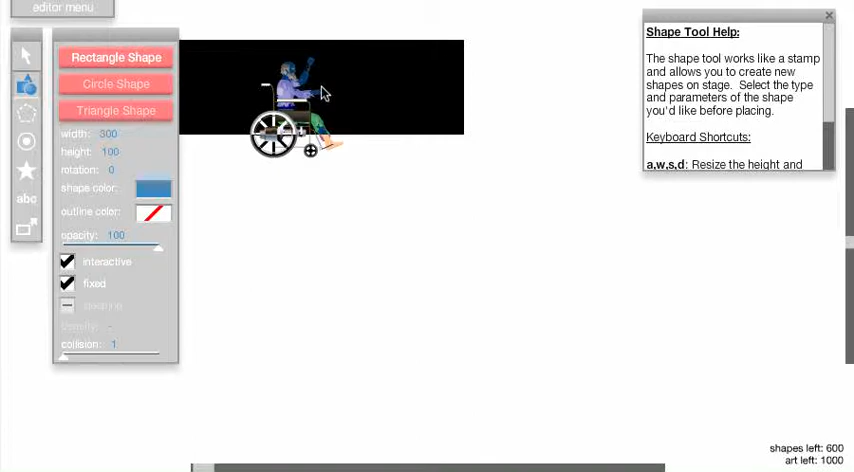 editor menu
Rectangle Shape
Circle Shape
Triangle Shape
width: 300
height: 100
rotation: 0
shape color:
outline color:
opacity: 100
interactive
fixed
density: -
collision: 1
abc
Shape Tool Help:
The shape tool works like a stamp
and allows you to create new
shapes on stage. Select the type
and parameters of the shape
you'd like before placing.
Keyboard Shortcuts:
a,w,s,d: Resize the height and
shapes left: 600
art left: 1000